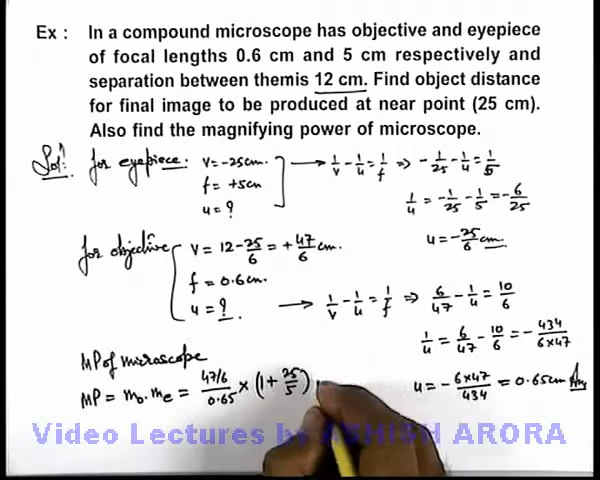 Ex : In a compound microscope has objective and eyepiece
of focal lengths 0.6 cm and 5 cm respectively and
separation between themis 12 cm. Find object distance
for final image to be produced at near point (25 cm).
Also find the magnifying power of microscope.
Sol! for eyepiece: v = -25cm. → 1/v - 1/u = 1/f ⇒ -1/25 - 1/u = 1/5
f = +5cm
u = ?
1/u = -1/25 - 1/5 = -6/25
u = -25/6 cm.
for objective v = 12 - 25/6 = +47/6 cm.
f = 0.6cm.
u = ? → 1/v - 1/u = 1/f ⇒ 6/47 - 1/u = 10/6
1/u = 6/47 - 10/6 = -434/6×47
u = -6×47/434 = 0.65cm Ans
MP of microscope
MP = mo.me = 47/6/0.65 × (1 + 25/5)
Video Lectures by ASHISH ARORA